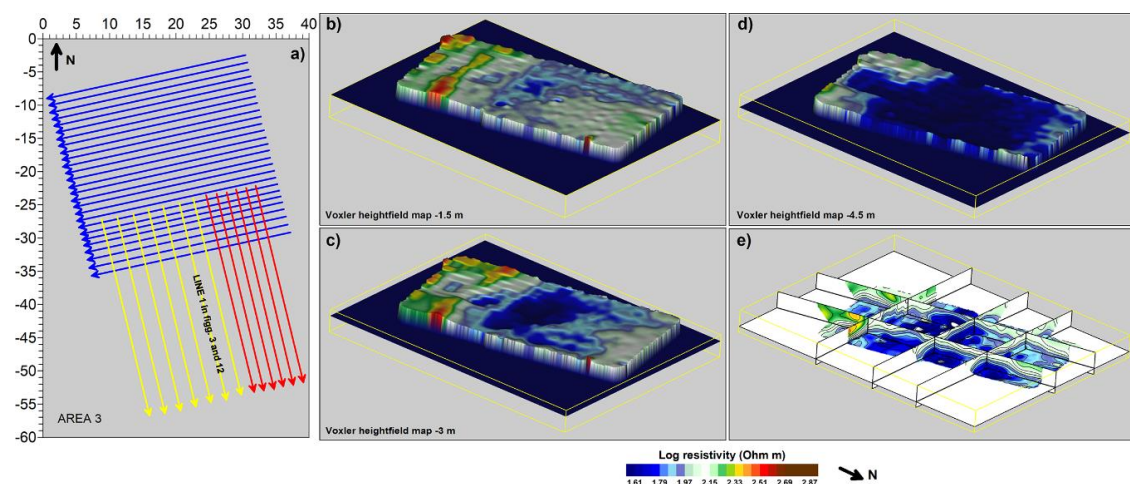 0 5 10 15 20 25 30 35 40
0
-5
-10
-15
-20
-25
-30
-35
-40
-45
-50
-55
-60
N
a)
LINE 1 in figg. 3 and 12
AREA 3
b)
Voxler heightfield map -1.5 m
d)
Voxler heightfield map -4.5 m
c)
Voxler heightfield map -3 m
e)
Log resistivity (Ohm m)
1.61 1.79 1.97 2.15 2.33 2.51 2.69 2.87
N